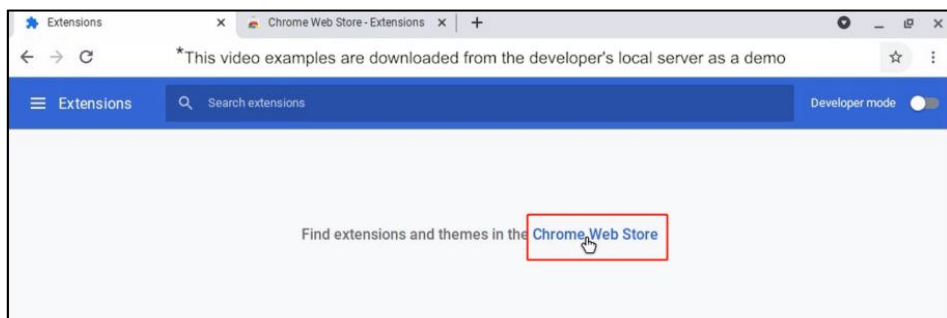 Extensions
Chrome Web Store - Extensions
*This video examples are downloaded from the developer's local server as a demo
Extensions
Search extensions
Developer mode
Find extensions and themes in the Chrome Web Store